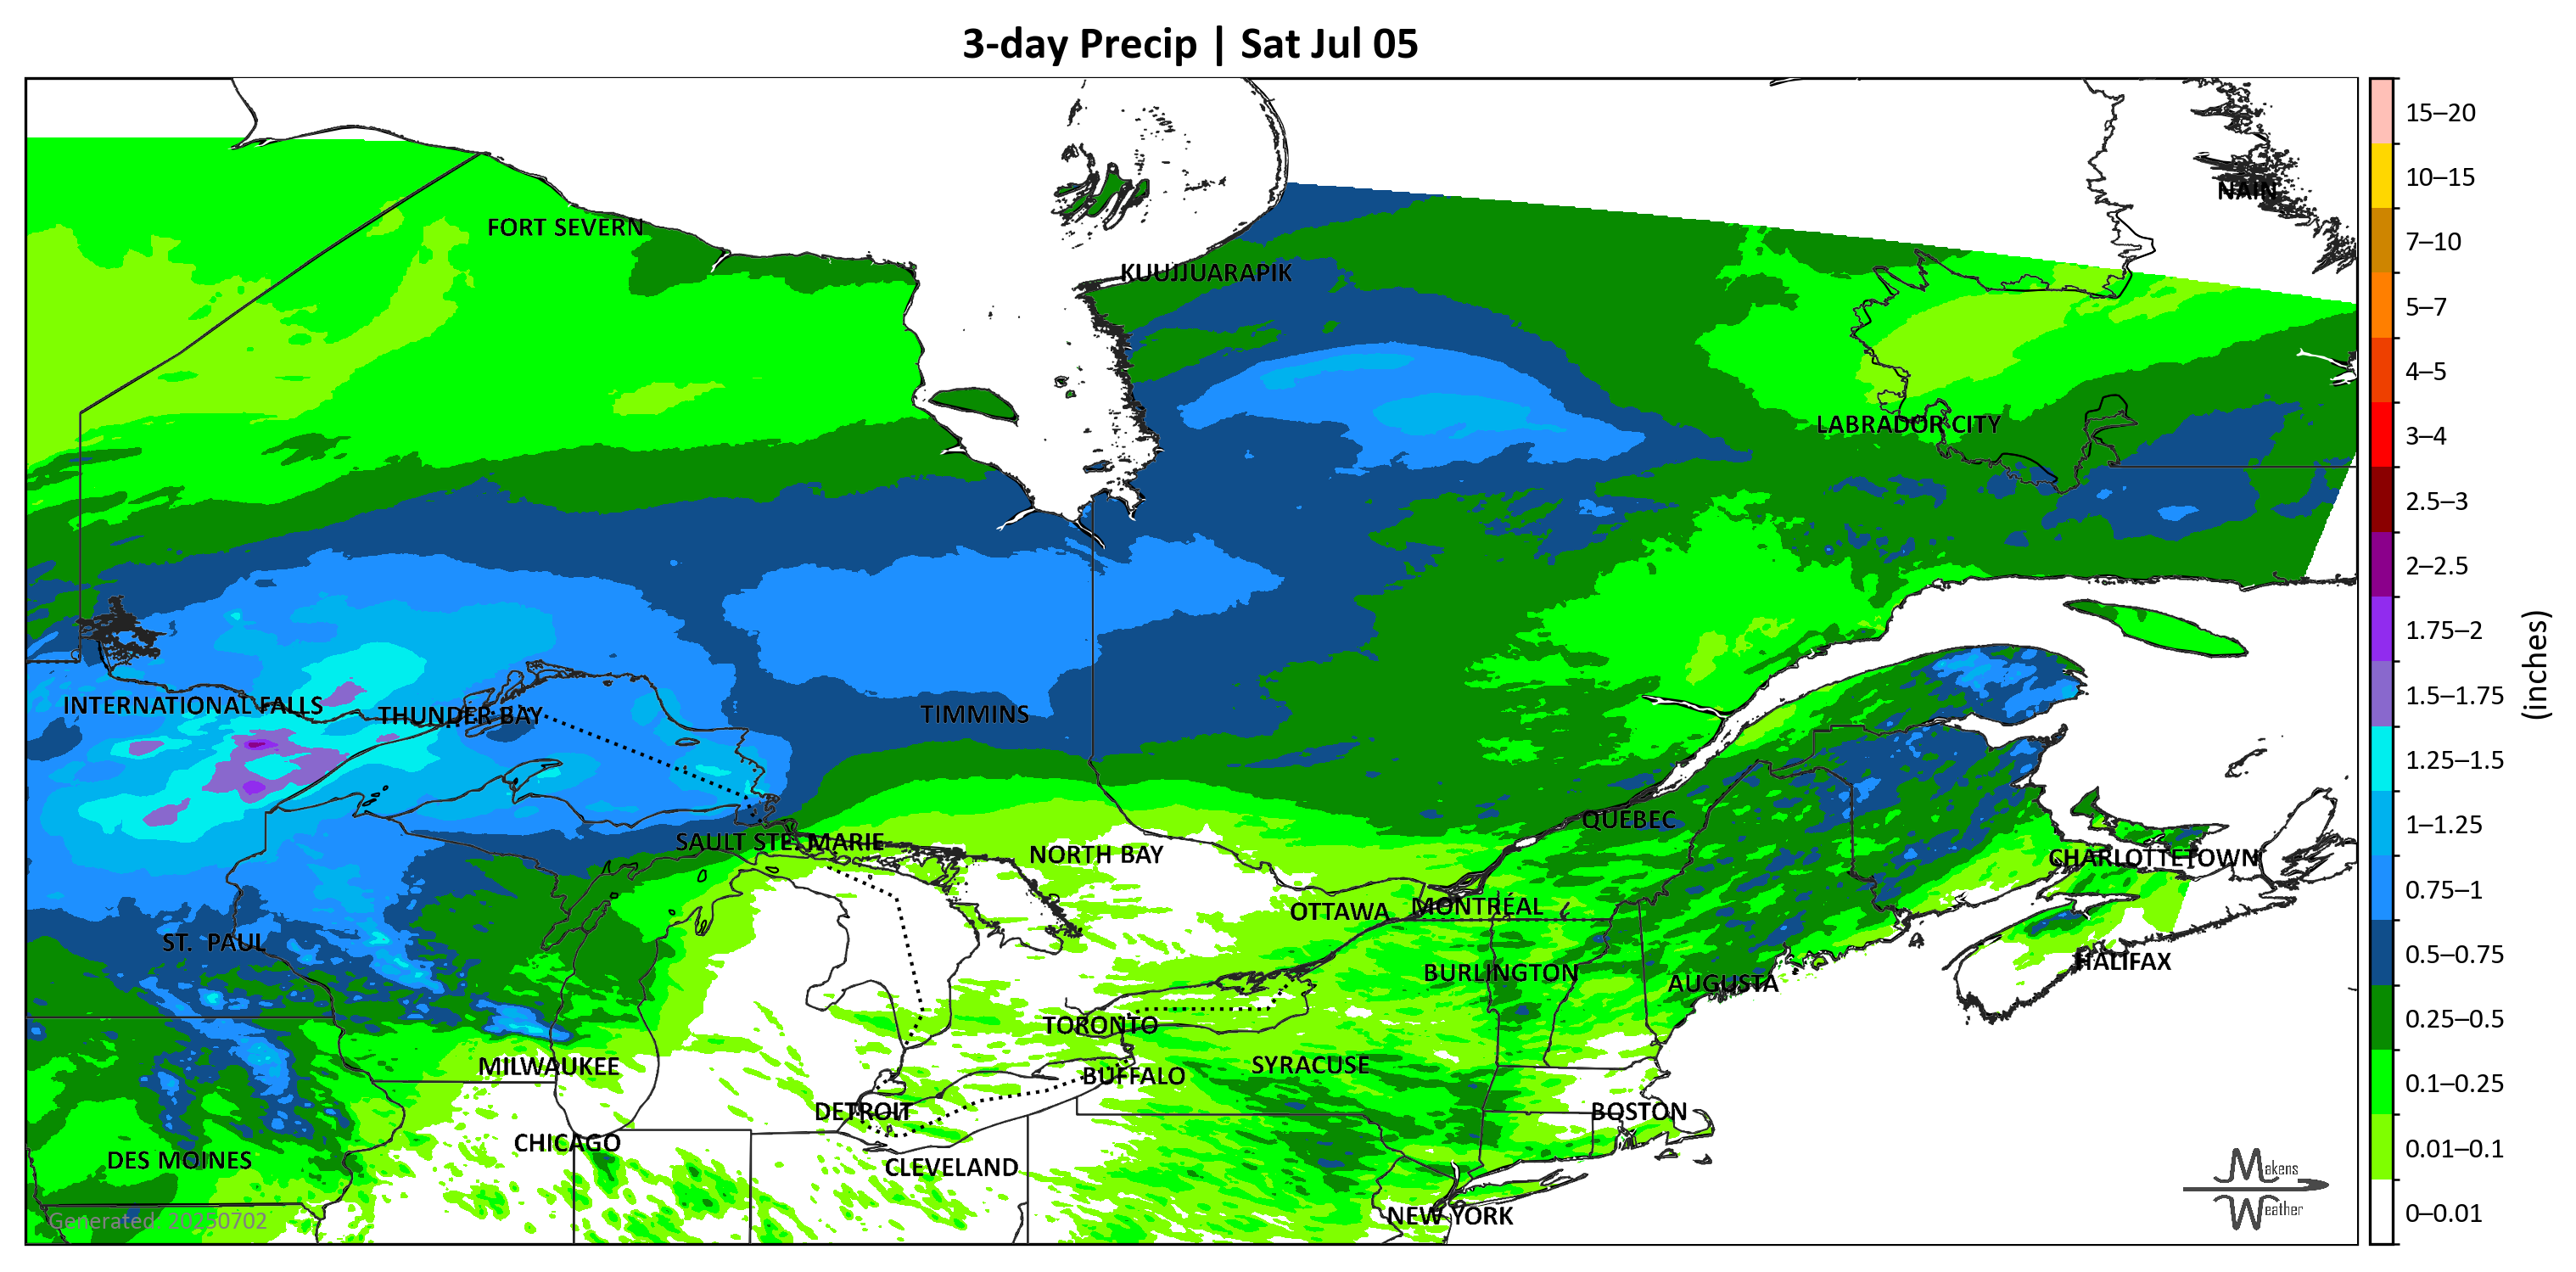 3-day Precip | Sat Jul 05
15–20
NAIN
10–15
FORT SEVERN
7–10
KUUJJUARAPIK
5–7
4–5
LABRADOR CITY
3–4
2.5–3
2–2.5
1.75–2
(inches)
1.5–1.75
INTERNATIONAL FALLS
THUNDER BAY
TIMMINS
1.25–1.5
QUEBEC
1–1.25
SAULT STE. MARIE
NORTH BAY
CHARLOTTETOWN
0.75–1
OTTAWA
MONTRÉAL
ST. PAUL
0.5–0.75
HALIFAX
BURLINGTON
AUGUSTA
0.25–0.5
TORONTO
MILWAUKEE
SYRACUSE
BUFFALO
0.1–0.25
DETROIT
BOSTON
CHICAGO
0.01–0.1
DES MOINES
CLEVELAND
Makens
Weather
Generated: 20250702
NEW YORK
0–0.01